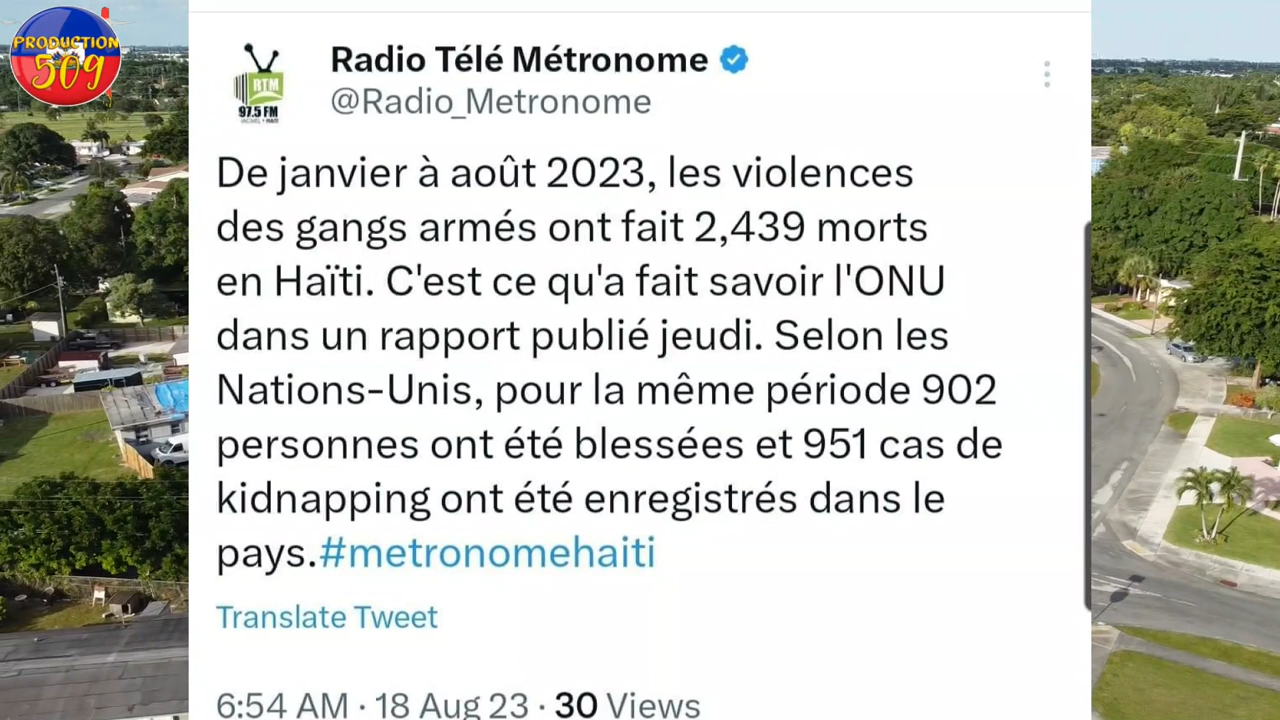 PRODUCTION
509
RTM
97.5 FM
Radio Télé Métronome
@Radio_Metronome
De janvier à août 2023, les violences
des gangs armés ont fait 2,439 morts
en Haïti. C'est ce qu'a fait savoir l'ONU
dans un rapport publié jeudi. Selon les
Nations-Unis, pour la même période 902
personnes ont été blessées et 951 cas de
kidnapping ont été enregistrés dans le
pays.#metronomehaiti
Translate Tweet
6:54 AM · 18 Aug 23 · 30 Views